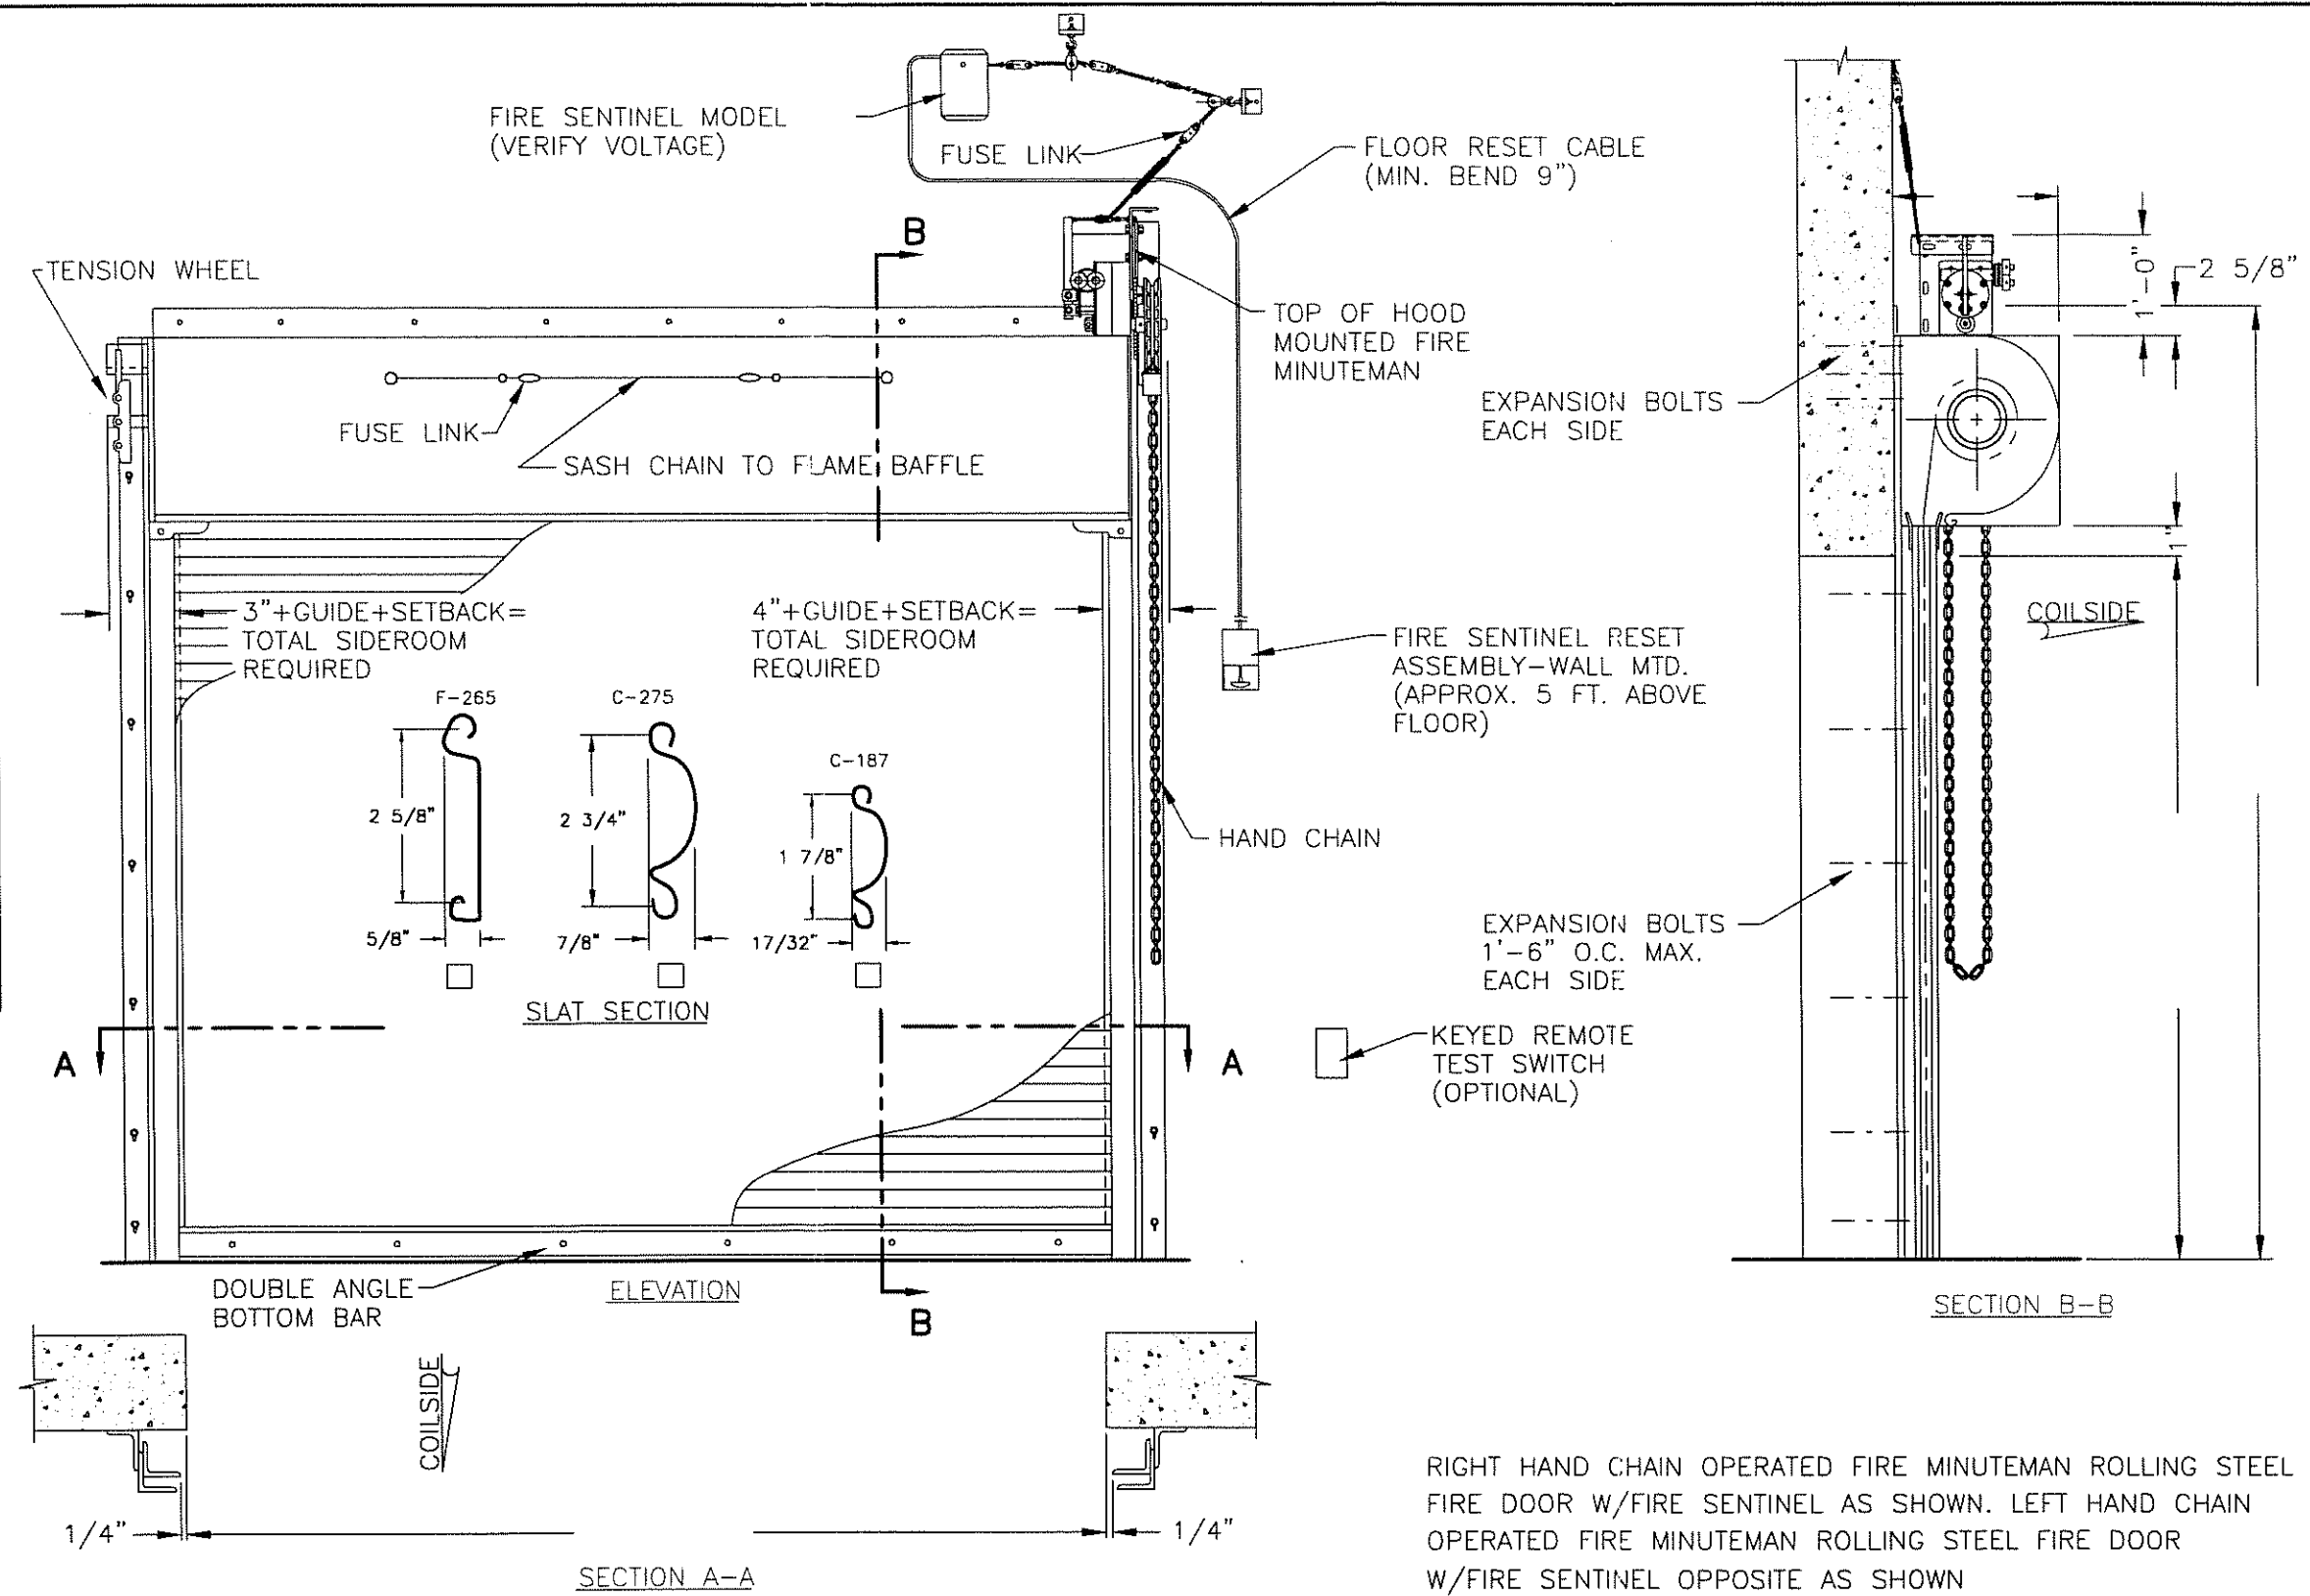 FIRE SENTINEL MODEL
(VERIFY VOLTAGE)
FUSE LINK
FLOOR RESET CABLE
(MIN. BEND 9")
B
TENSION WHEEL
TOP OF HOOD
MOUNTED FIRE
MINUTEMAN
FUSE LINK
SASH CHAIN TO FLAME BAFFLE
3"+GUIDE+SETBACK=
TOTAL SIDEROOM
REQUIRED
4"+GUIDE+SETBACK=
TOTAL SIDEROOM
REQUIRED
FIRE SENTINEL RESET
ASSEMBLY-WALL MTD.
(APPROX. 5 FT. ABOVE
FLOOR)
F-265
2 5/8"
5/8"
C-275
2 3/4"
7/8"
C-187
1 7/8"
17/32"
SLAT SECTION
HAND CHAIN
A
A
KEYED REMOTE
TEST SWITCH
(OPTIONAL)
DOUBLE ANGLE
BOTTOM BAR
ELEVATION
B
1'-0"
2 5/8"
EXPANSION BOLTS
EACH SIDE
1"
COILSIDE
EXPANSION BOLTS
1'-6" O.C. MAX.
EACH SIDE
SECTION B-B
COILSIDE
1/4"
1/4"
SECTION A-A
RIGHT HAND CHAIN OPERATED FIRE MINUTEMAN ROLLING STEEL
FIRE DOOR W/FIRE SENTINEL AS SHOWN. LEFT HAND CHAIN
OPERATED FIRE MINUTEMAN ROLLING STEEL FIRE DOOR
W/FIRE SENTINEL OPPOSITE AS SHOWN